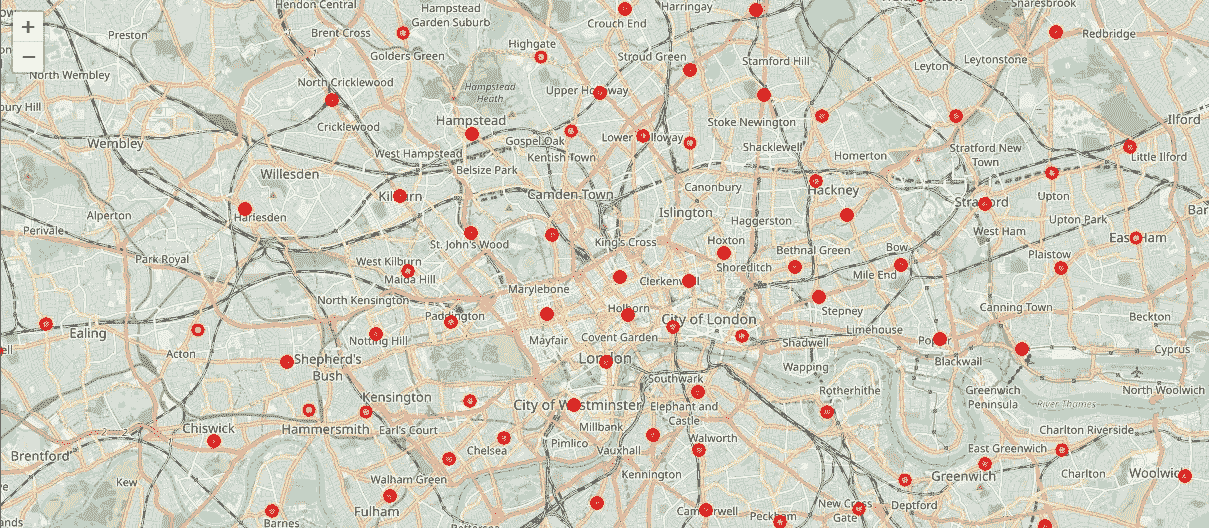 +
−
Hendon Central
Hampstead
Garden Suburb
Crouch End
Harringay
Redbridge
Preston
Brent Cross
Golders Green
Highgate
Stroud Green
Stamford Hill
Leyton
Leytonstone
North Wembley
North Cricklewood
Hampstead
Heath
Upper Holloway
Ilford
Cricklewood
Hampstead
Stoke Newington
Wembley
West Hampstead
Gospel Oak
Lower Holloway
Shacklewell
Stratford New
Town
Little Ilford
Kentish Town
Homerton
Willesden
Belsize Park
Kilburn
Camden Town
Canonbury
Hackney
Stratford
Upton
Alperton
Harlesden
Islington
Haggerston
Upton Park
Perivale
St. John's Wood
King's Cross
Hoxton
West Ham
East Ham
Park Royal
West Kilburn
Maida Hill
Bethnal Green
Bow
Plaistow
Shoreditch
Mile End
Marylebone
Clerkenwell
North Kensington
Paddington
Holborn
City of London
Stepney
Canning Town
Beckton
Ealing
Notting Hill
Mayfair
Covent Garden
Shadwell
Limehouse
Poplar
Acton
Shepherd's
Bush
London
Wapping
Blackwall
Cyprus
Southwark
Rotherhithe
Greenwich
Peninsula
North Woolwich
Kensington
City of Westminster
Elephant and
Castle
River Thames
Chiswick
Hammersmith
Earl's Court
Millbank
Charlton Riverside
Brentford
Chelsea
Pimlico
Vauxhall
Walworth
East Greenwich
Kew
Walham Green
Kennington
Greenwich
Charlton
Woolwich
Fulham
Camberwell
Peckham
New Cross
Gate
Deptford
Barnes